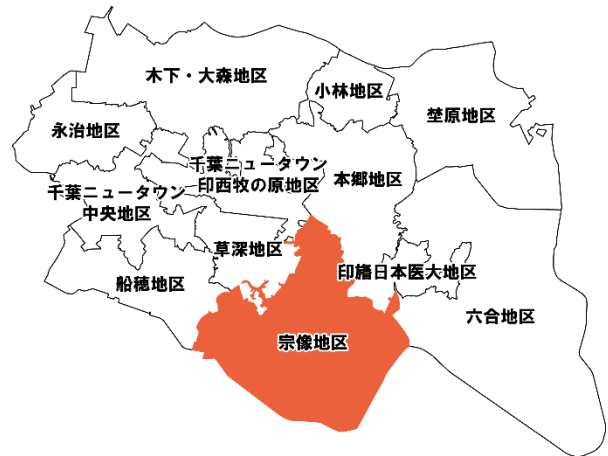 木下・大森地区
小林地区
埜原地区
永治地区
千葉ニュータウン
印西牧の原地区
本郷地区
千葉ニュータウン
中央地区
草深地区
船穂地区
印旛日本医大地区
六合地区
宗像地区